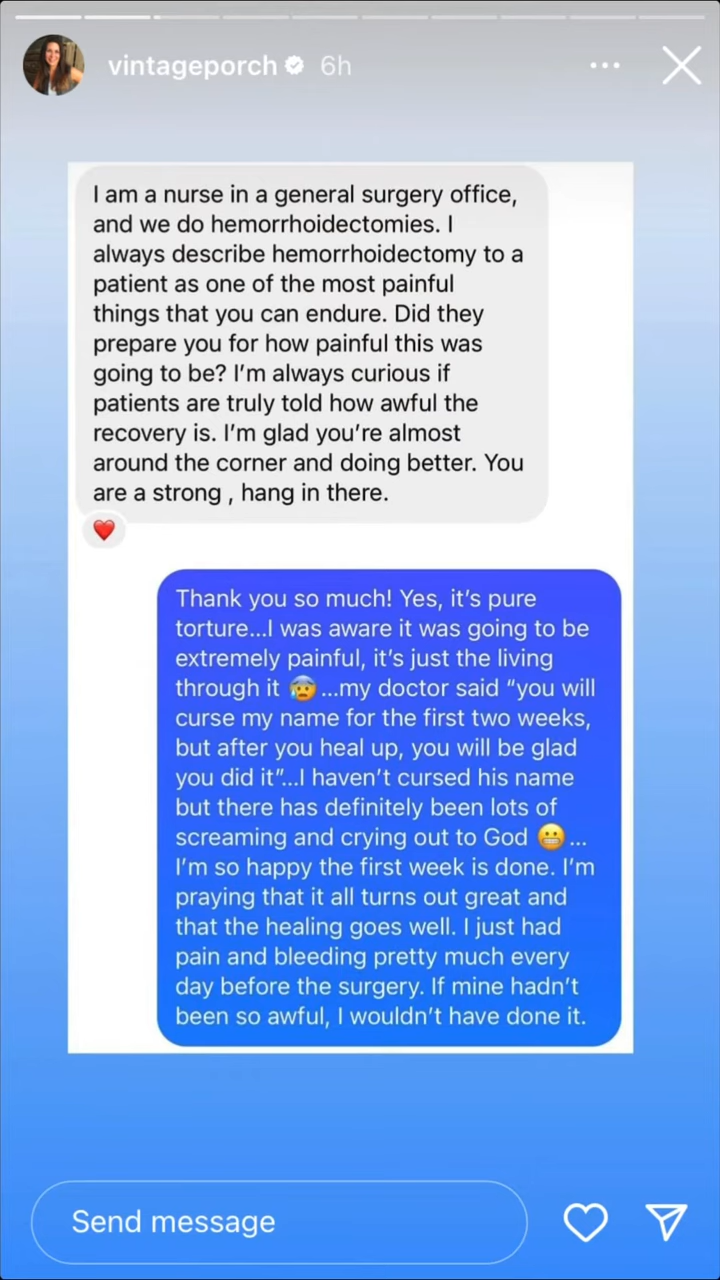 vintageporch 6h
I am a nurse in a general surgery office,
and we do hemorrhoidectomies. I
always describe hemorrhoidectomy to a
patient as one of the most painful
things that you can endure. Did they
prepare you for how painful this was
going to be? I’m always curious if
patients are truly told how awful the
recovery is. I’m glad you’re almost
around the corner and doing better. You
are a strong , hang in there.
❤️
Thank you so much! Yes, it’s pure
torture...I was aware it was going to be
extremely painful, it’s just the living
through it 😰...my doctor said “you will
curse my name for the first two weeks,
but after you heal up, you will be glad
you did it”...I haven’t cursed his name
but there has definitely been lots of
screaming and crying out to God 😬...
I’m so happy the first week is done. I’m
praying that it all turns out great and
that the healing goes well. I just had
pain and bleeding pretty much every
day before the surgery. If mine hadn’t
been so awful, I wouldn’t have done it.
Send message